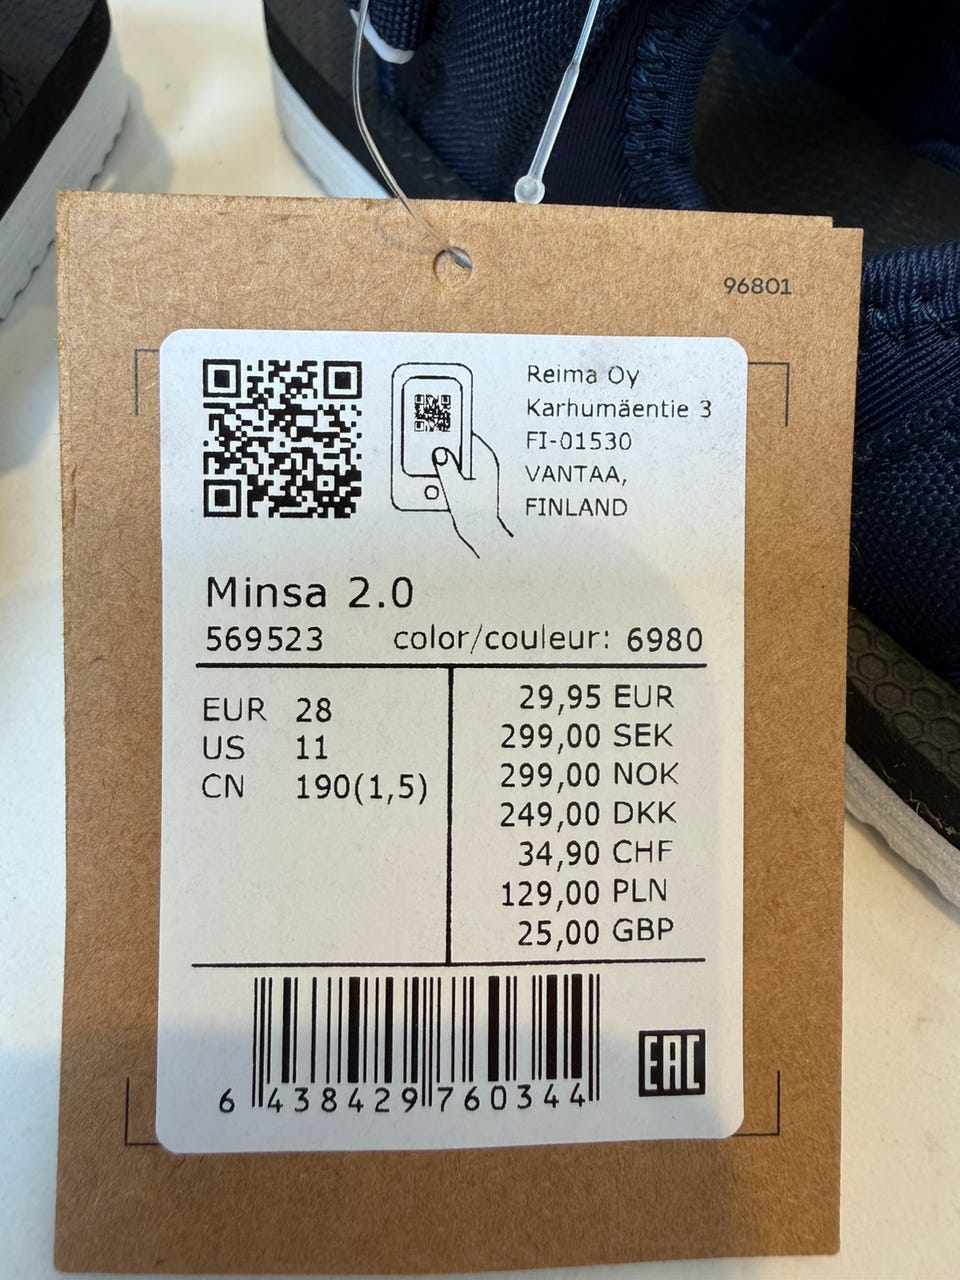 96801
Reima Oy
Karhumäentie 3
FI-01530
VANTAA,
FINLAND
Minsa 2.0
569523 color/couleur: 6980
EUR 28
US 11
CN 190(1,5)
29,95 EUR
299,00 SEK
299,00 NOK
249,00 DKK
34,90 CHF
129,00 PLN
25,00 GBP
6 438429 760344
EAC